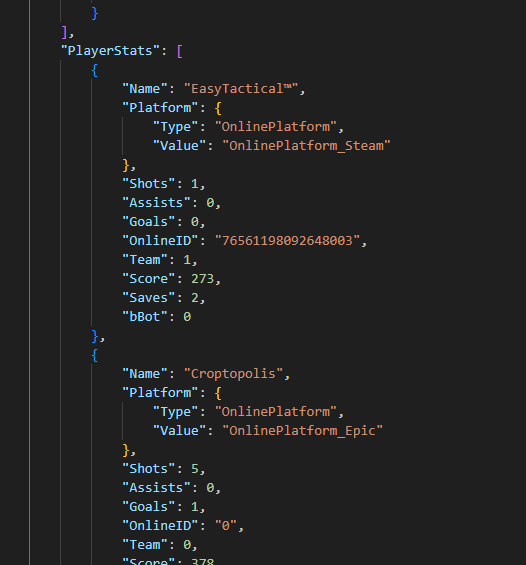 }
],
"PlayerStats": [
{
"Name": "EasyTactical™",
"Platform": {
"Type": "OnlinePlatform",
"Value": "OnlinePlatform_Steam"
},
"Shots": 1,
"Assists": 0,
"Goals": 0,
"OnlineID": "76561198092648003",
"Team": 1,
"Score": 273,
"Saves": 2,
"bBot": 0
},
{
"Name": "Croptopolis",
"Platform": {
"Type": "OnlinePlatform",
"Value": "OnlinePlatform_Epic"
},
"Shots": 5,
"Assists": 0,
"Goals": 1,
"OnlineID": "0",
"Team": 0,
"Score": 378